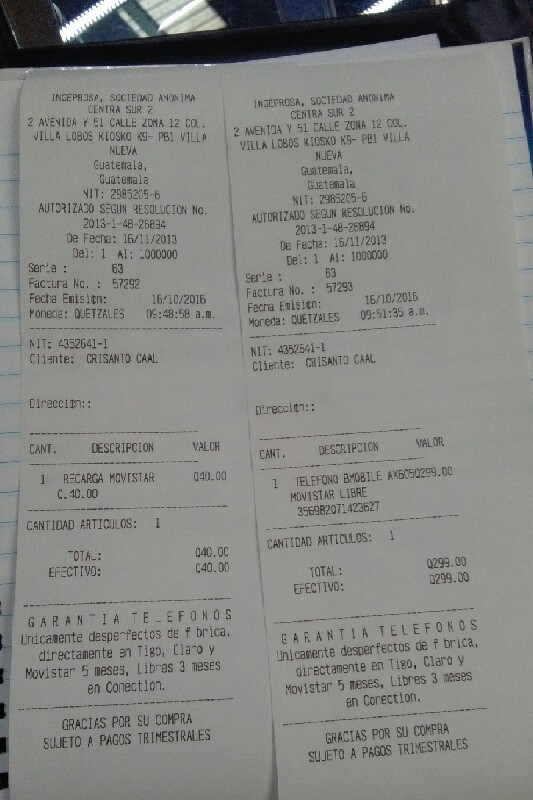 INGEPROSA, SOCIEDAD ANONIMA
CENTRA SUR 2
2 AVENIDA Y 51 CALLE ZONA 12 COL.
VILLA LOBOS KIOSKO K9- PB1 VILLA
NUEVA
Guatemala,
Guatemala
NIT: 2985205-6
AUTORIZADO SEGUN RESOLUCION No.
2013-1-48-26894
De Fecha: 16/11/2013
Del: 1 Al: 1000000
Serie : 63
Factura No. : 57292
Fecha Emisión: 16/10/2016
Moneda: QUETZALES 09:48:58 a.m.
NIT: 4352641-1
Cliente: CRISANTO CAAL
Dirección::
CANT. DESCRIPCION VALOR
1 RECARGA MOVISTAR Q40.00
Q.40.00
CANTIDAD ARTICULOS: 1
TOTAL: Q40.00
EFECTIVO: Q40.00
GARANTIA TELEFONOS
Unicamente desperfectos de f brica,
directamente en Tigo, Claro y
Movistar 5 meses, Libres 3 meses
en Conection.
GRACIAS POR SU COMPRA
SUJETO A PAGOS TRIMESTRALES
INGEPROSA, SOCIEDAD ANONIMA
CENTRA SUR 2
2 AVENIDA Y 51 CALLE ZONA 12 COL.
VILLA LOBOS KIOSKO K9- PB1 VILLA
NUEVA
Guatemala,
Guatemala
NIT: 2985205-6
AUTORIZADO SEGUN RESOLUCION No.
2013-1-48-26894
De Fecha: 16/11/2013
Del: 1 Al: 1000000
Serie : 63
Factura No. : 57293
Fecha Emisión: 16/10/2016
Moneda: QUETZALES 09:51:35 a.m.
NIT: 4352641-1
Cliente: CRISANTO CAAL
Dirección::
CANT. DESCRIPCION VALOR
1 TELEFONO BMOBILE AX605Q299.00
MOVISTAR LIBRE
356982071423627
CANTIDAD ARTICULOS: 1
TOTAL: Q299.00
EFECTIVO: Q299.00
GARANTIA TELEFONOS
Unicamente desperfectos de f brica,
directamente en Tigo, Claro y
Movistar 5 meses, Libres 3 meses
en Conection.
GRACIAS POR SU COMPRA
SUJETO A PAGOS TRIMESTRALES